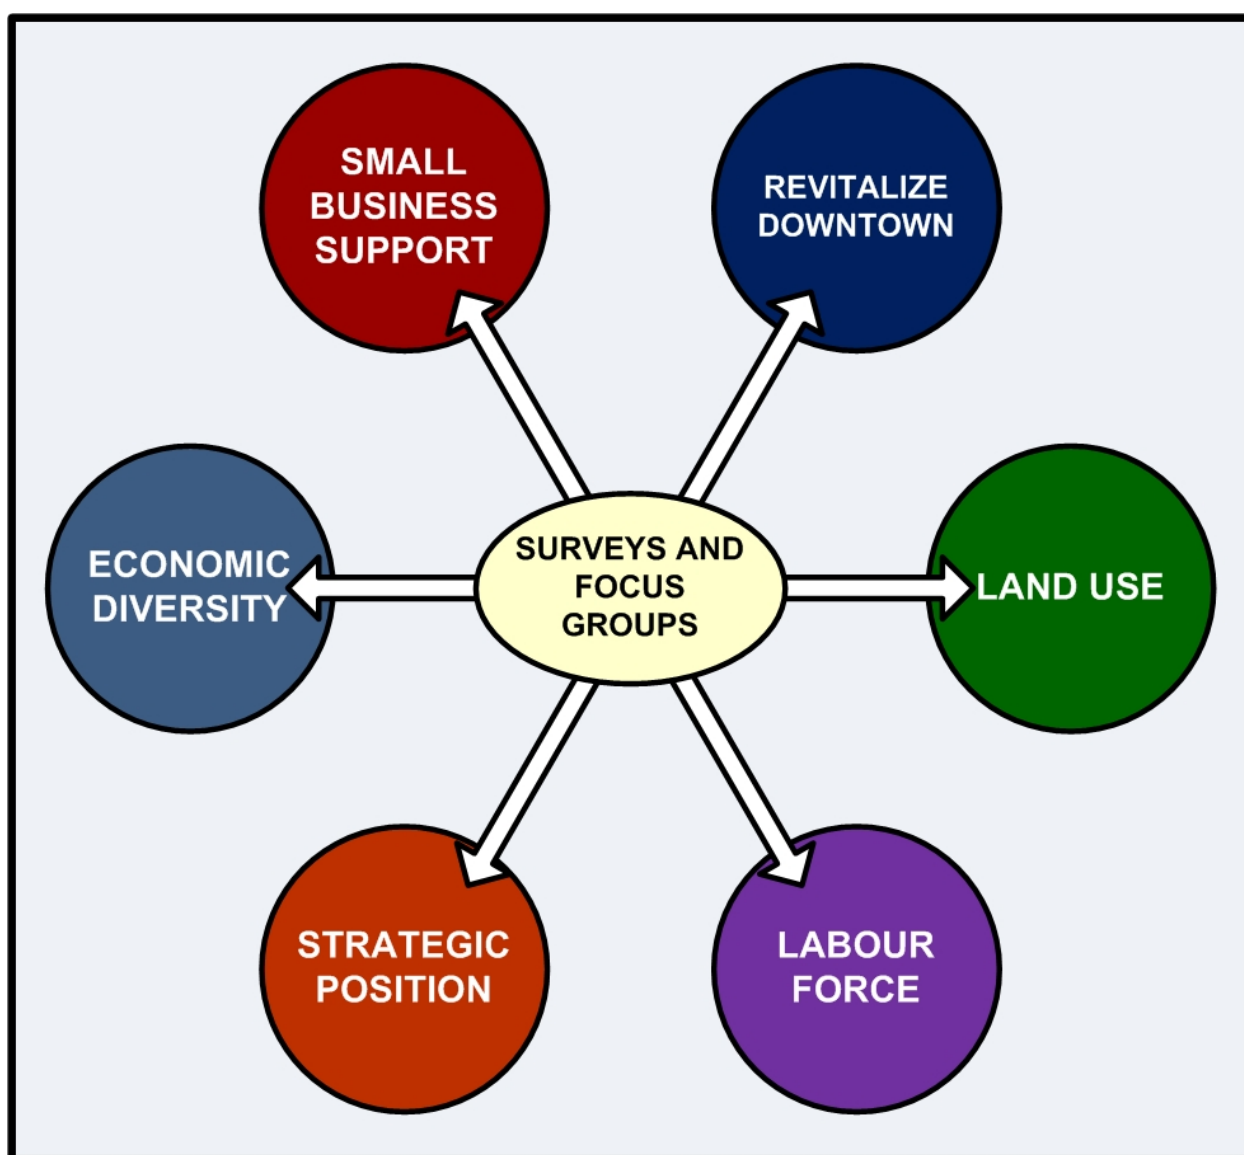 SMALL
BUSINESS
SUPPORT
REVITALIZE
DOWNTOWN
ECONOMIC
DIVERSITY
SURVEYS AND
FOCUS
GROUPS
LAND USE
STRATEGIC
POSITION
LABOUR
FORCE